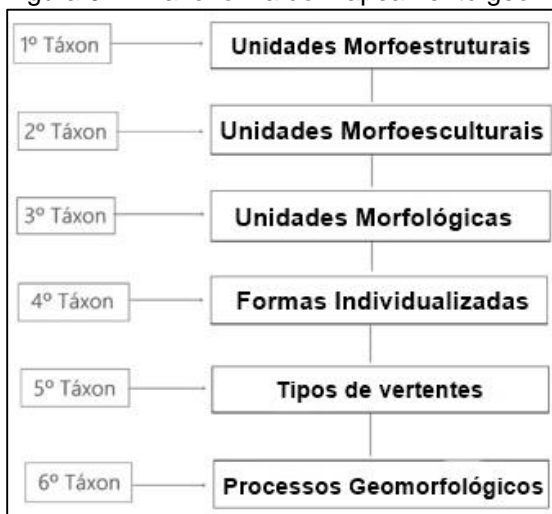 1º Táxon Unidades Morfoestruturais
2º Táxon Unidades Morfoesculturais
3º Táxon Unidades Morfológicas
4º Táxon Formas Individualizadas
5º Táxon Tipos de vertentes
6º Táxon Processos Geomorfológicos